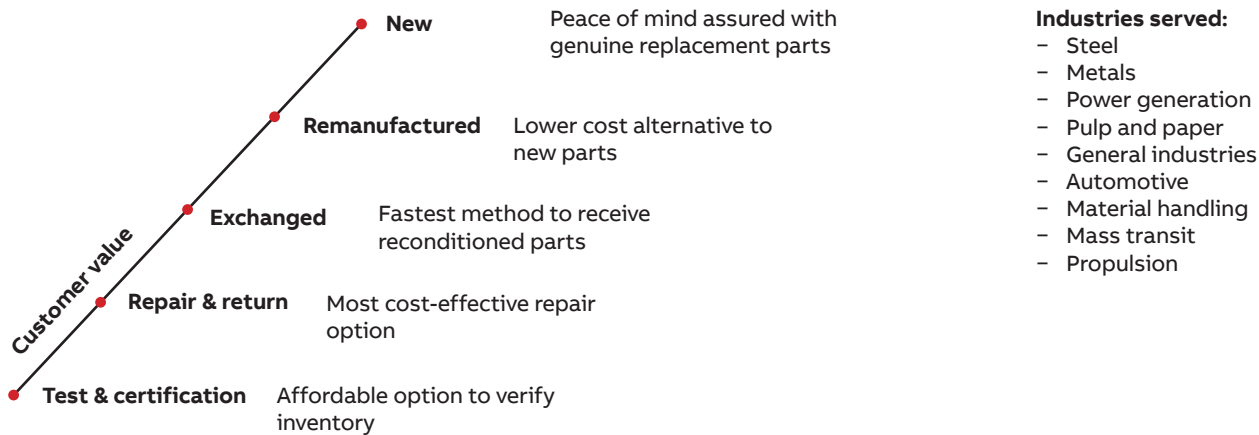 New
Peace of mind assured with
genuine replacement parts
Remanufactured
Lower cost alternative to
new parts
Exchanged
Fastest method to receive
reconditioned parts
Customer value
Repair & return
Most cost-effective repair
option
Test & certification
Affordable option to verify
inventory
Industries served:
– Steel
– Metals
– Power generation
– Pulp and paper
– General industries
– Automotive
– Material handling
– Mass transit
– Propulsion